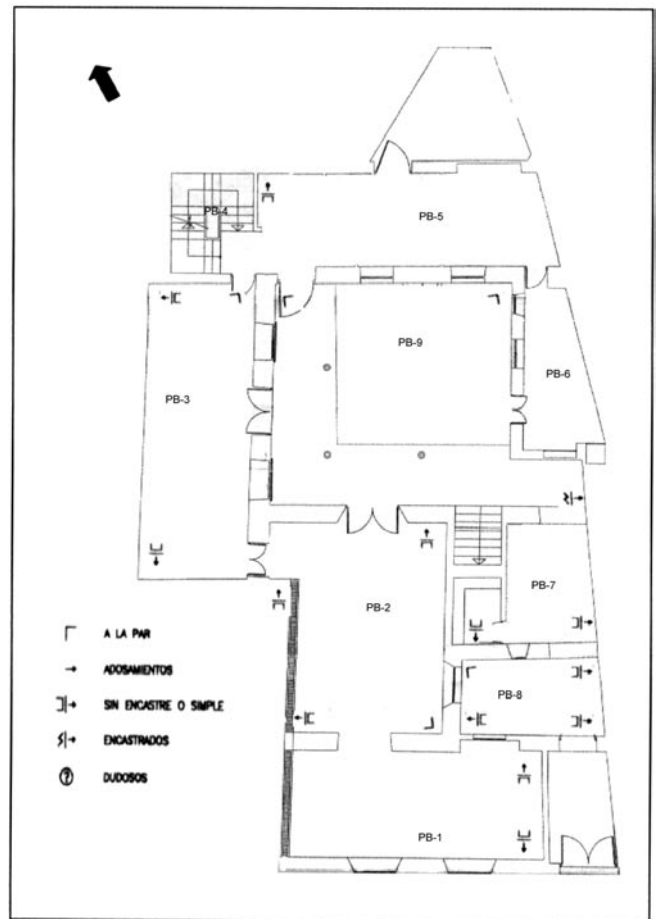 PB-4
PB-5
PB-9
PB-6
PB-3
PB-7
PB-2
PB-8
PB-1
A LA PAR
ADOSAMIENTOS
SIN ENCASTRE O SIMPLE
ENCASTRADOS
? DUDOSOS